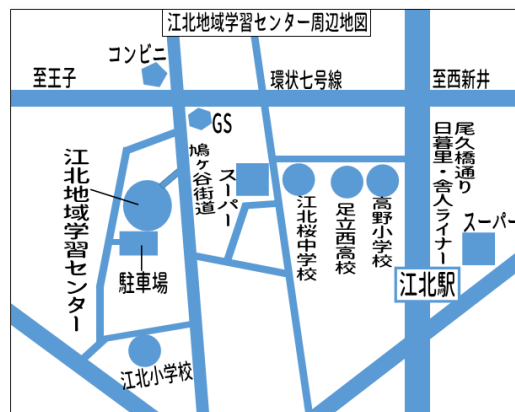 江北地域学習センター周辺地図
コンビニ
至王子
環状七号線
至西新井
GS
鳩ヶ谷街道
スーパー
江北地域学習センター
駐車場
江北小学校
江北桜中学校
足立西高校
高野小学校
尾久橋通り
日暮里・舎人ライナー
スーパー
江北駅